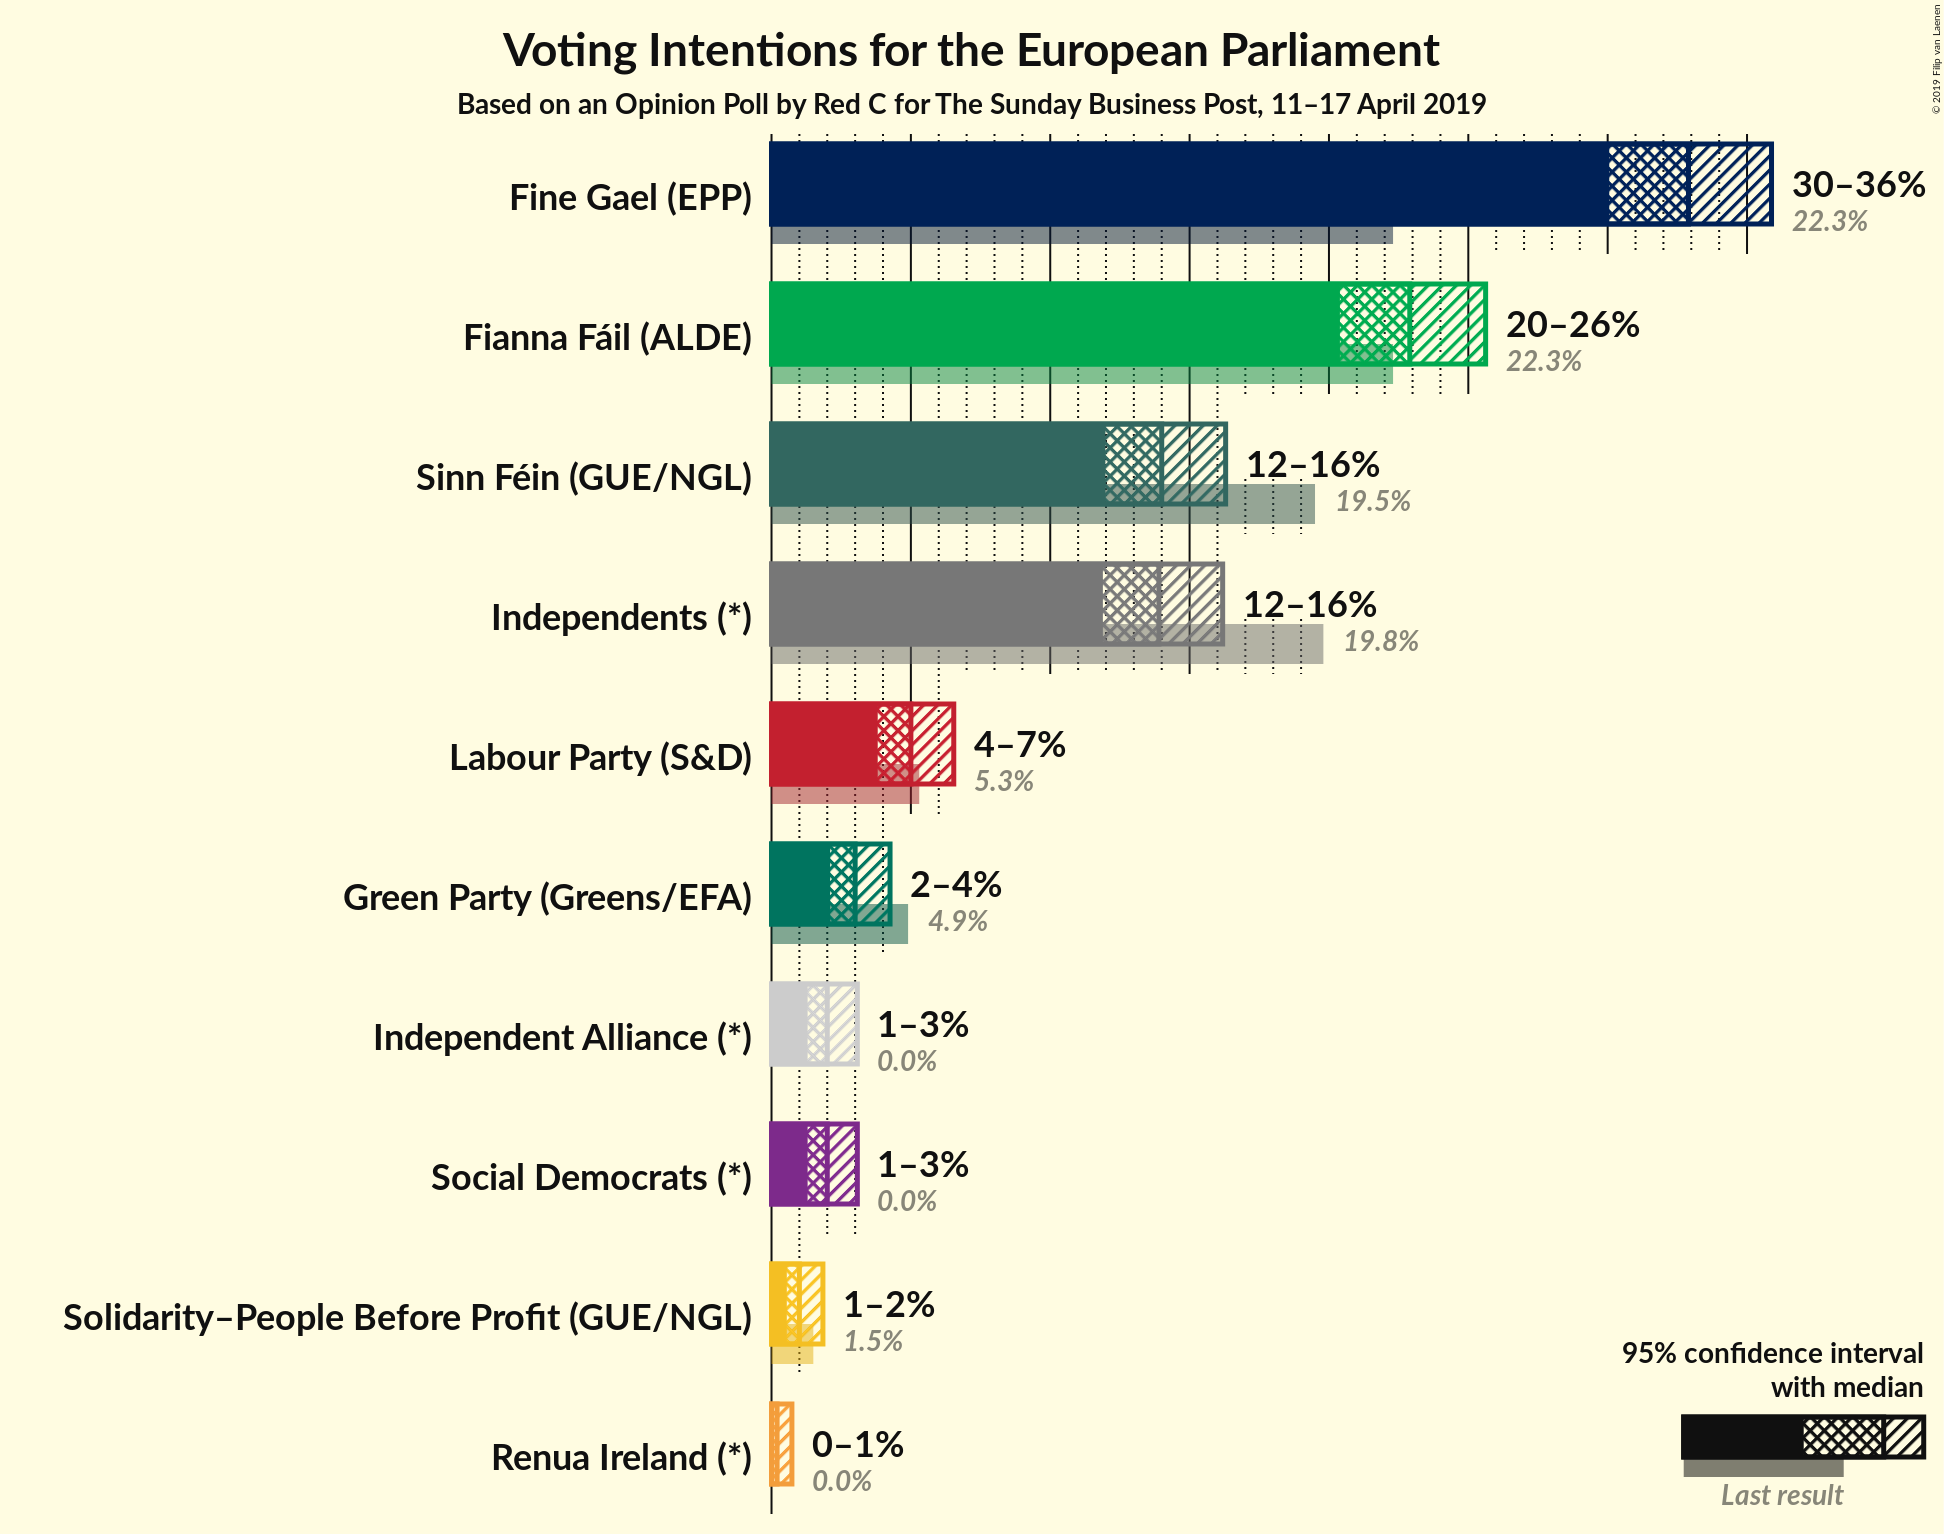 Voting Intentions for the European Parliament
Based on an Opinion Poll by Red C for The Sunday Business Post, 11–17 April 2019
© 2019 Filip van Laenen
Fine Gael (EPP)
30–36%
22.3%
Fianna Fáil (ALDE)
20–26%
22.3%
Sinn Féin (GUE/NGL)
12–16%
19.5%
Independents (*)
12–16%
19.8%
Labour Party (S&D)
4–7%
5.3%
Green Party (Greens/EFA)
2–4%
4.9%
Independent Alliance (*)
1–3%
0.0%
Social Democrats (*)
1–3%
0.0%
Solidarity–People Before Profit (GUE/NGL)
1–2%
1.5%
Renua Ireland (*)
0–1%
0.0%
95% confidence interval
with median
Last result